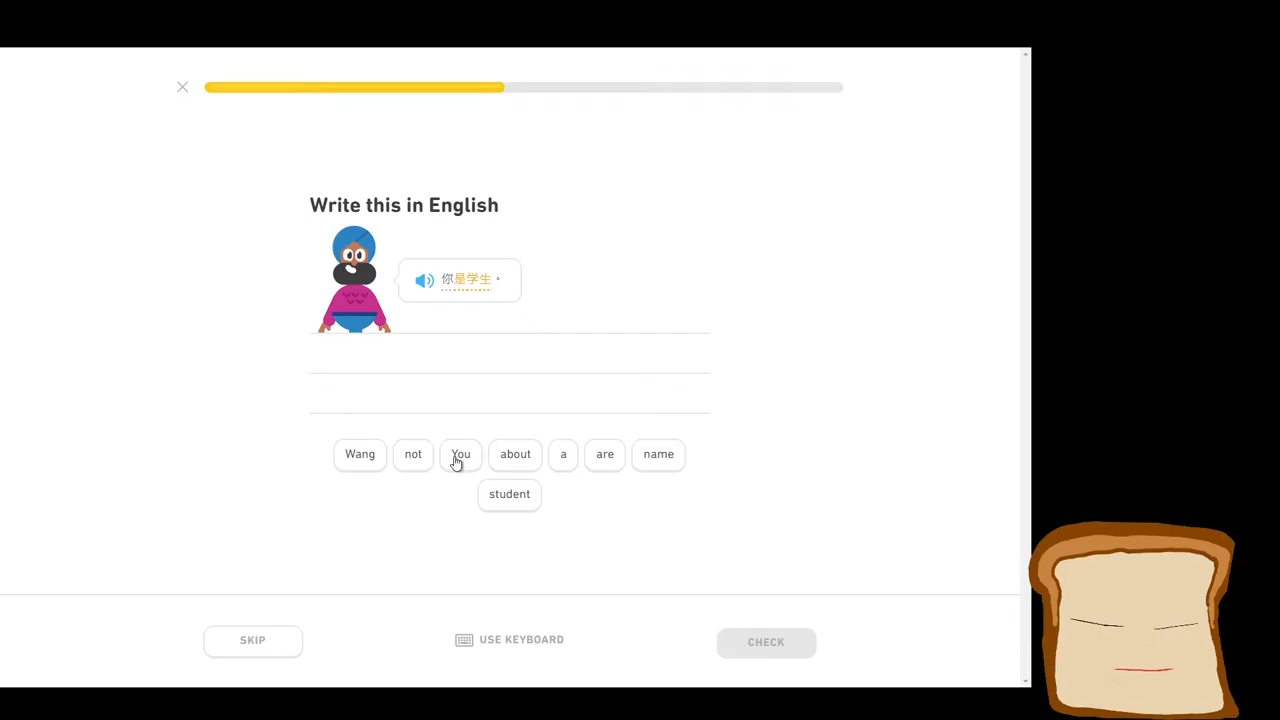 Write this in English
你是学生。
Wang not You about a are name
student
SKIP USE KEYBOARD CHECK